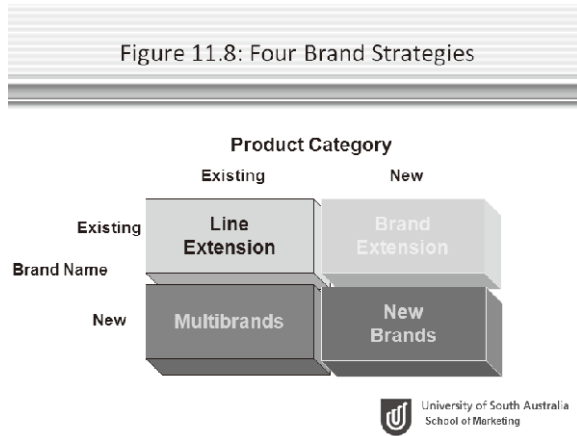 Figure 11.8: Four Brand Strategies
Product Category
Existing New
Existing
Line
Extension
Brand
Extension
Brand Name
New
Multibrands
New
Brands
University of South Australia
School of Marketing